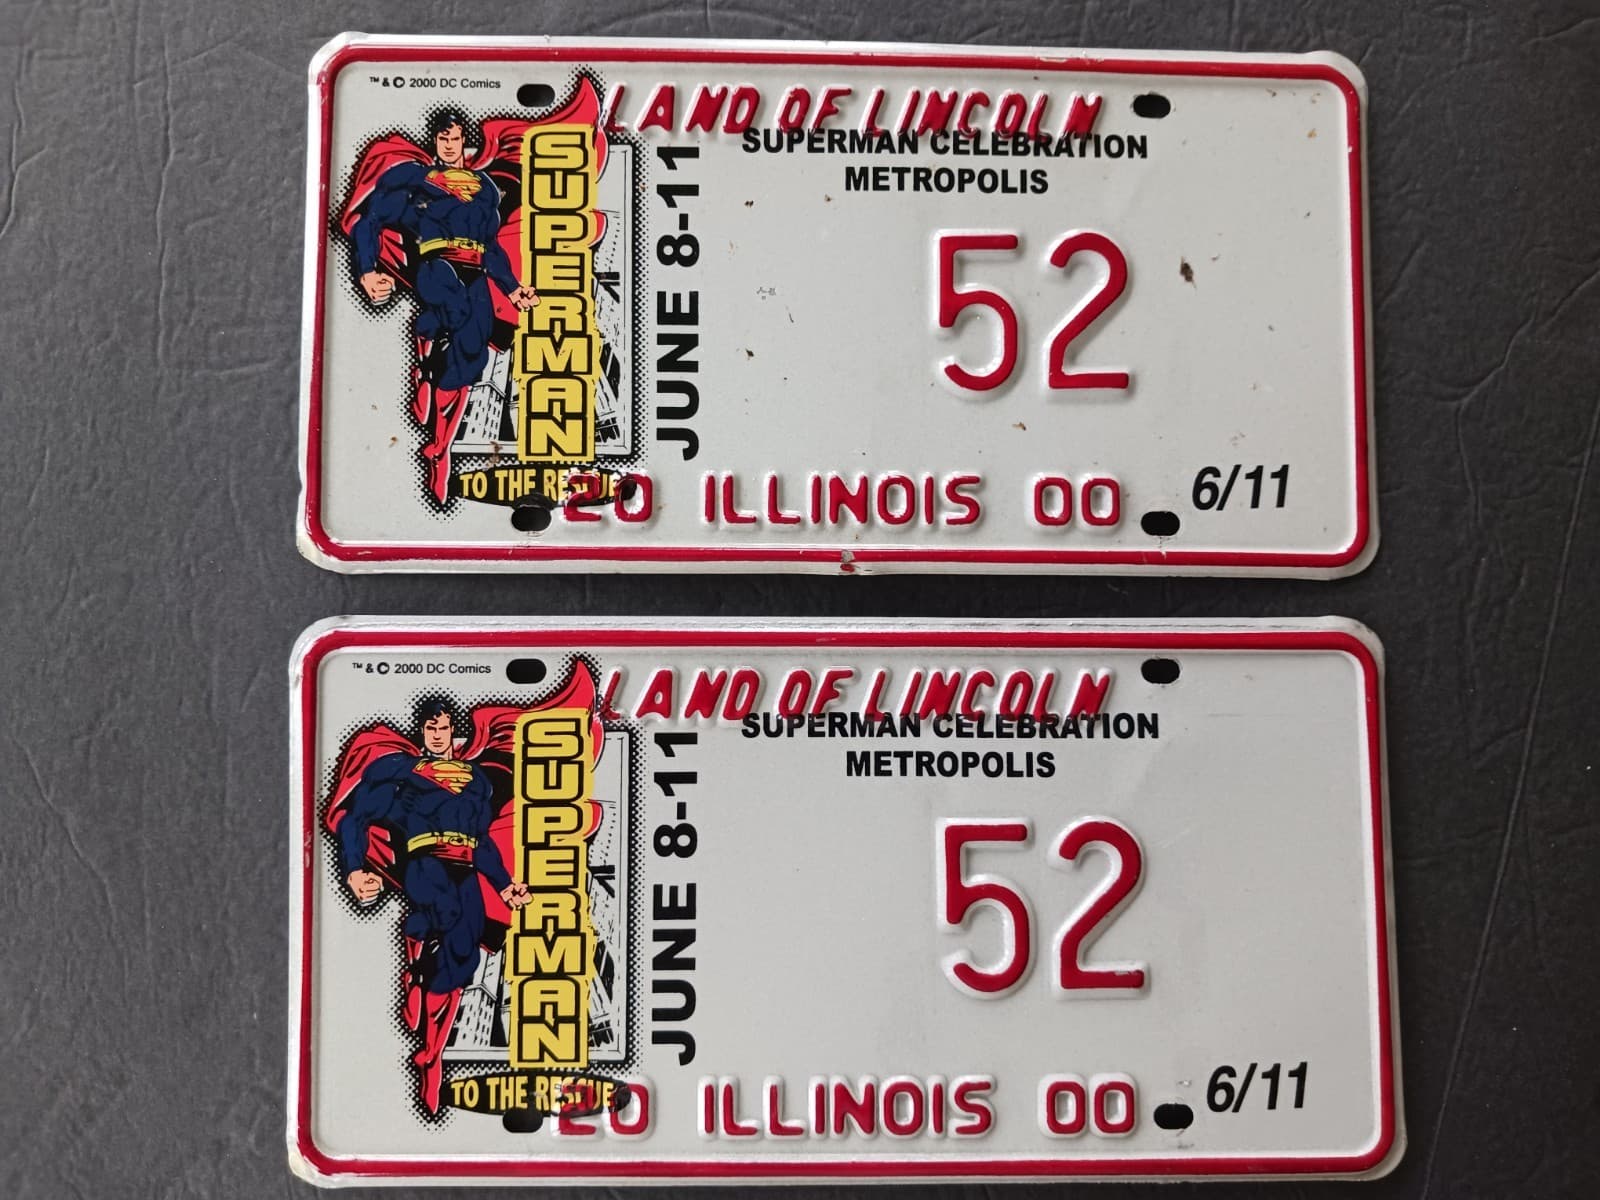 ™ & © 2000 DC Comics
LAND OF LINCOLN
SUPERMAN CELEBRATION
METROPOLIS
SUPERMAN
JUNE 8-11
52
TO THE RESCUE
20 ILLINOIS 00
6/11
™ & © 2000 DC Comics
LAND OF LINCOLN
SUPERMAN CELEBRATION
METROPOLIS
SUPERMAN
JUNE 8-11
52
TO THE RESCUE
20 ILLINOIS 00
6/11